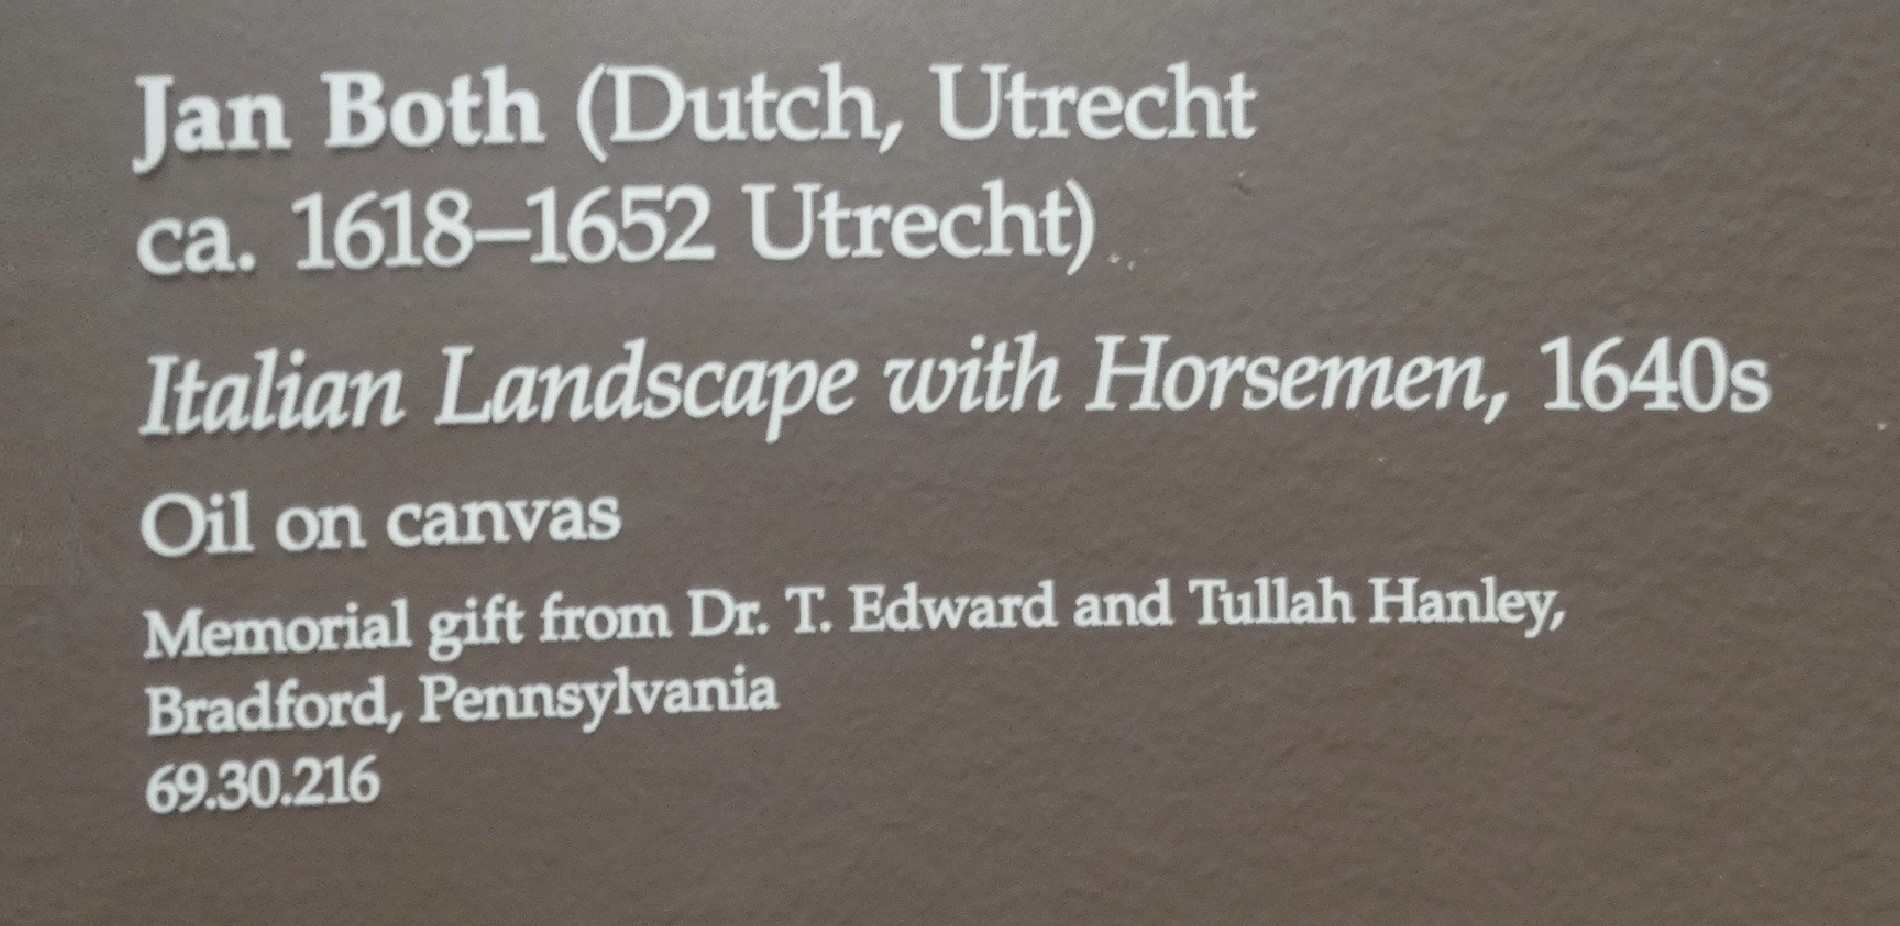 Jan Both (Dutch, Utrecht
ca. 1618–1652 Utrecht)
Italian Landscape with Horsemen, 1640s
Oil on canvas
Memorial gift from Dr. T. Edward and Tullah Hanley,
Bradford, Pennsylvania
69.30.216